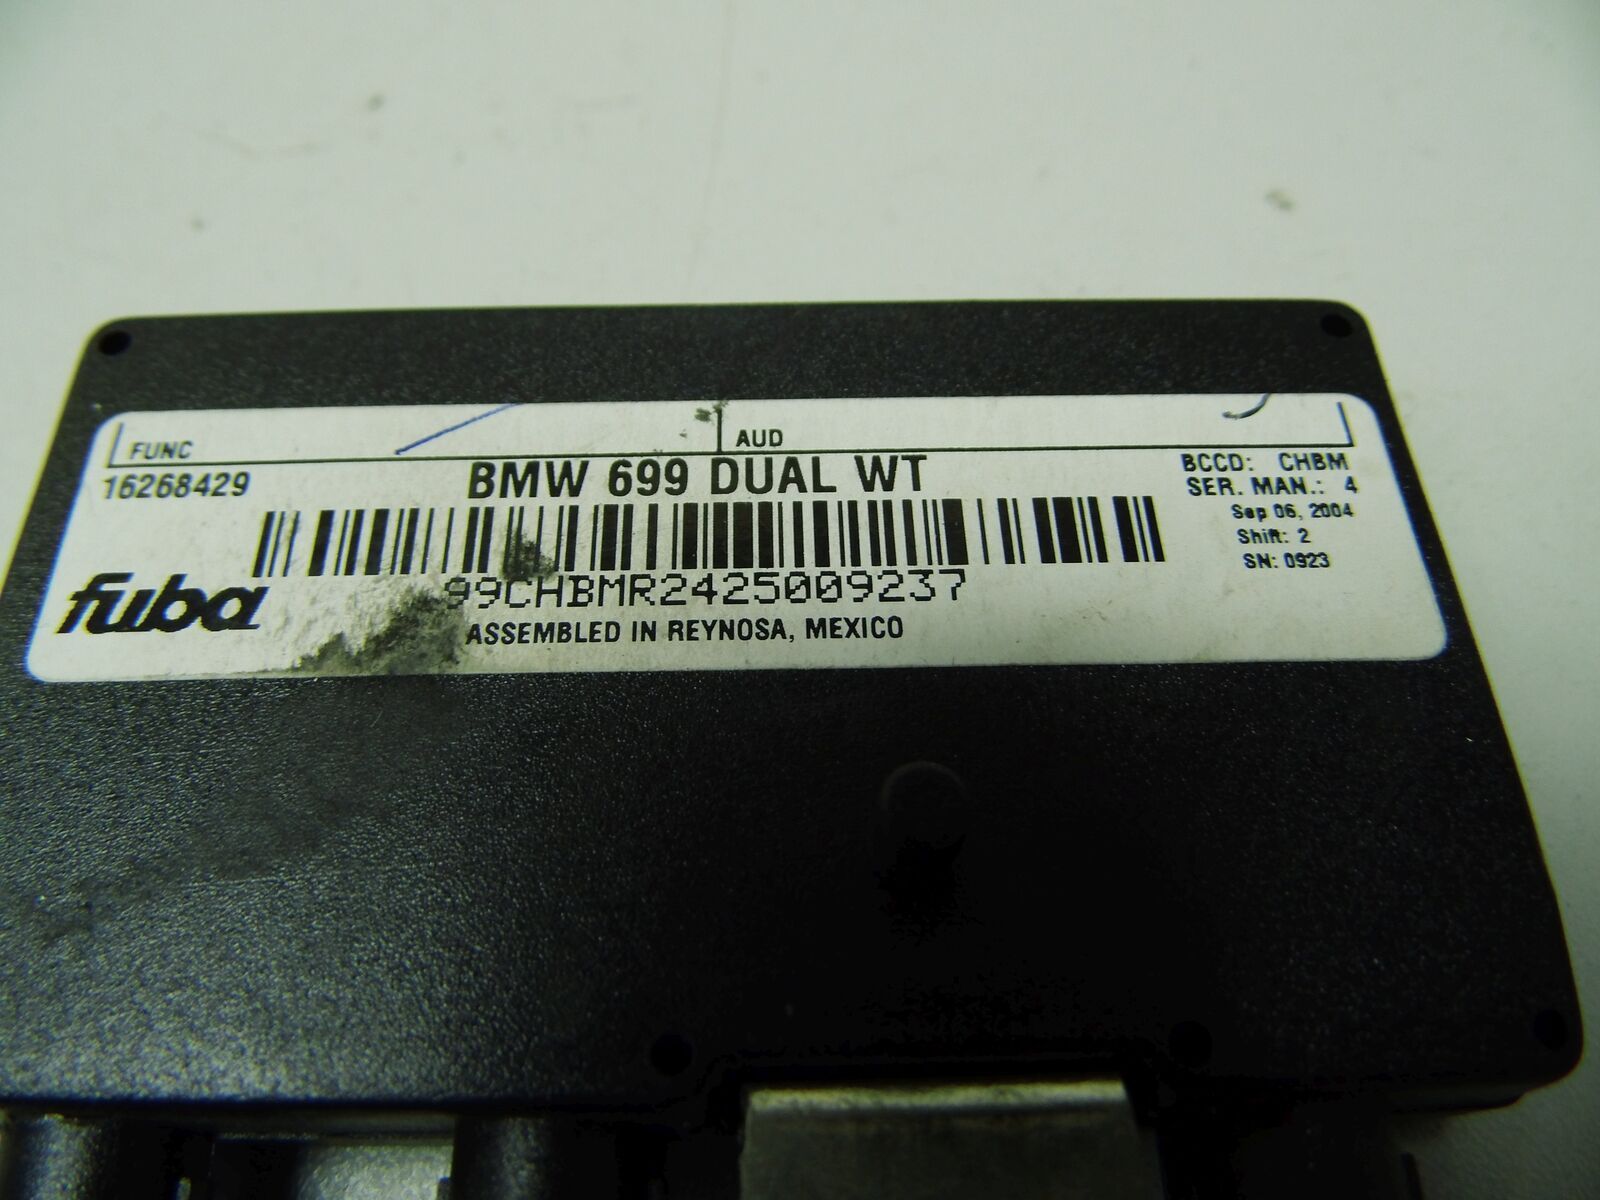 FUNC AUD
16268429
BMW 699 DUAL WT
BCCD: CHBM
SER. MAN.: 4
Sep 06, 2004
Shift: 2
SN: 0923
fuba
99CHBMR2425009237
ASSEMBLED IN REYNOSA, MEXICO